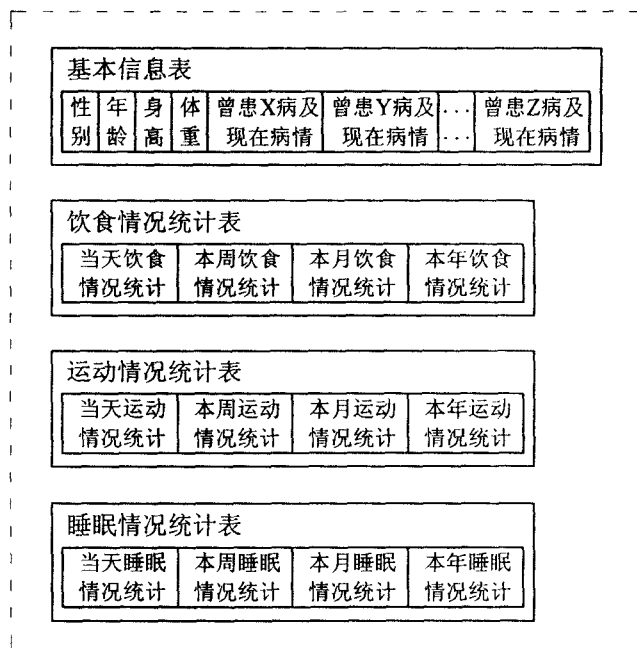 基本信息表
性别 年龄 身高 体重 曾患X病及现在病情 曾患Y病及现在病情 ... ... 曾患Z病及现在病情
饮食情况统计表
当天饮食情况统计 本周饮食情况统计 本月饮食情况统计 本年饮食情况统计
运动情况统计表
当天运动情况统计 本周运动情况统计 本月运动情况统计 本年运动情况统计
睡眠情况统计表
当天睡眠情况统计 本周睡眠情况统计 本月睡眠情况统计 本年睡眠情况统计